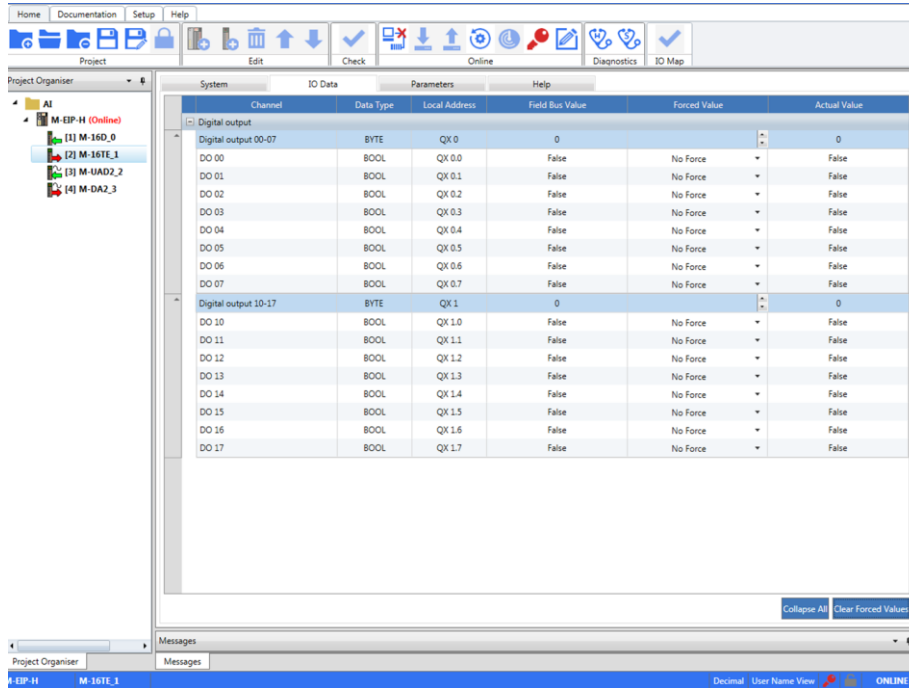 Home Documentation Setup Help
Project Edit Check Online Diagnostics IO Map
Project Organiser
AI
M-EIP-H (Online)
[1] M-16D_0
[2] M-16TE_1
[3] M-UAD2_2
[4] M-DA2_3
System IO Data Parameters Help
Channel Data Type Local Address Field Bus Value Forced Value Actual Value
Digital output
Digital output 00-07 BYTE QX 0 0 0
DO 00 BOOL QX 0.0 False No Force False
DO 01 BOOL QX 0.1 False No Force False
DO 02 BOOL QX 0.2 False No Force False
DO 03 BOOL QX 0.3 False No Force False
DO 04 BOOL QX 0.4 False No Force False
DO 05 BOOL QX 0.5 False No Force False
DO 06 BOOL QX 0.6 False No Force False
DO 07 BOOL QX 0.7 False No Force False
Digital output 10-17 BYTE QX 1 0 0
DO 10 BOOL QX 1.0 False No Force False
DO 11 BOOL QX 1.1 False No Force False
DO 12 BOOL QX 1.2 False No Force False
DO 13 BOOL QX 1.3 False No Force False
DO 14 BOOL QX 1.4 False No Force False
DO 15 BOOL QX 1.5 False No Force False
DO 16 BOOL QX 1.6 False No Force False
DO 17 BOOL QX 1.7 False No Force False
Collapse All Clear Forced Values
Messages
Project Organiser Messages
M-EIP-H M-16TE_1 Decimal User Name View ONLINE